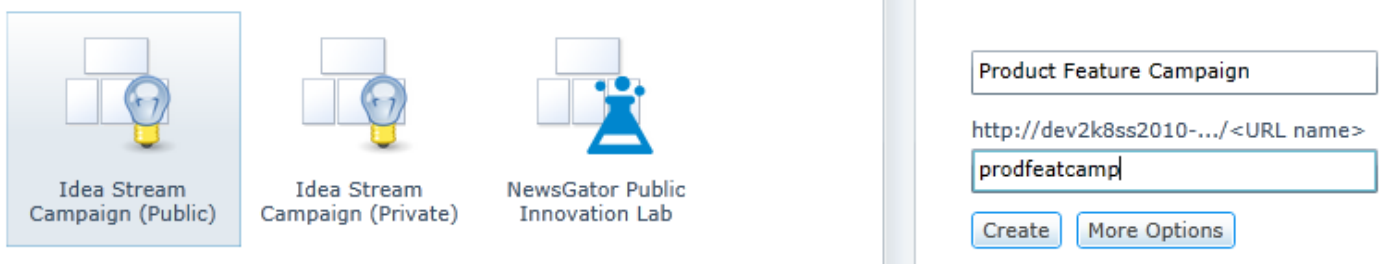 Idea Stream
Campaign (Public)
Idea Stream
Campaign (Private)
NewsGator Public
Innovation Lab
Product Feature Campaign
http://dev2k8ss2010-.../<URL name>
prodfeatcamp
Create
More Options